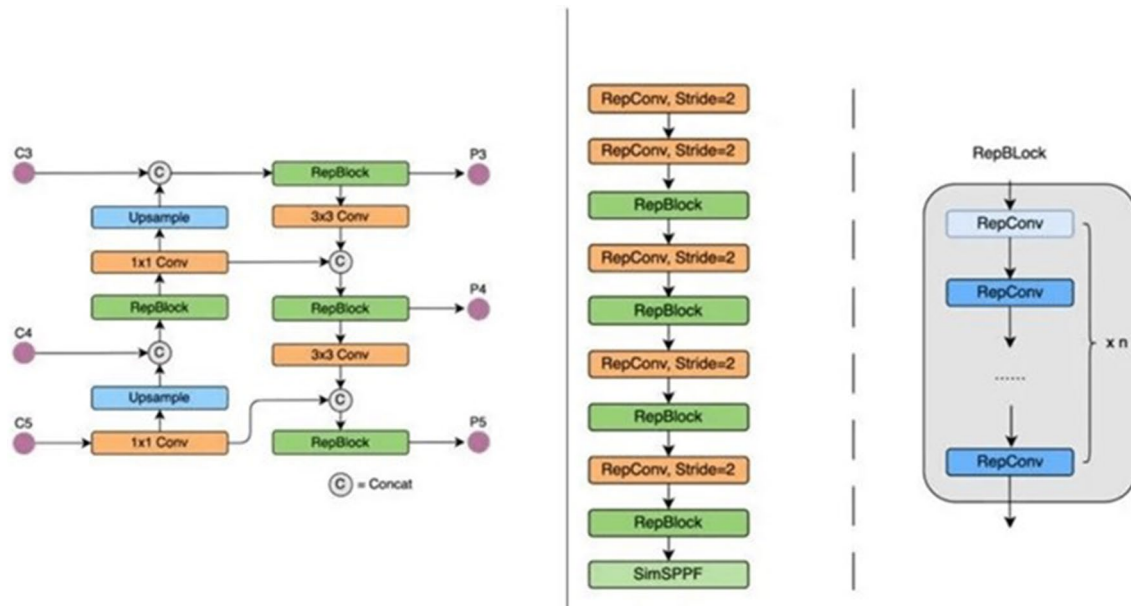 C3
C
RepBlock
P3
Upsample
3x3 Conv
1x1 Conv
C
RepBlock
RepBlock
P4
C4
C
3x3 Conv
Upsample
C
C5
1x1 Conv
RepBlock
P5
C = Concat
RepConv, Stride=2
RepConv, Stride=2
RepBlock
RepConv, Stride=2
RepBlock
RepConv, Stride=2
RepBlock
RepConv, Stride=2
RepBlock
SimSPPF
RepBLock
RepConv
RepConv
x n
......
RepConv